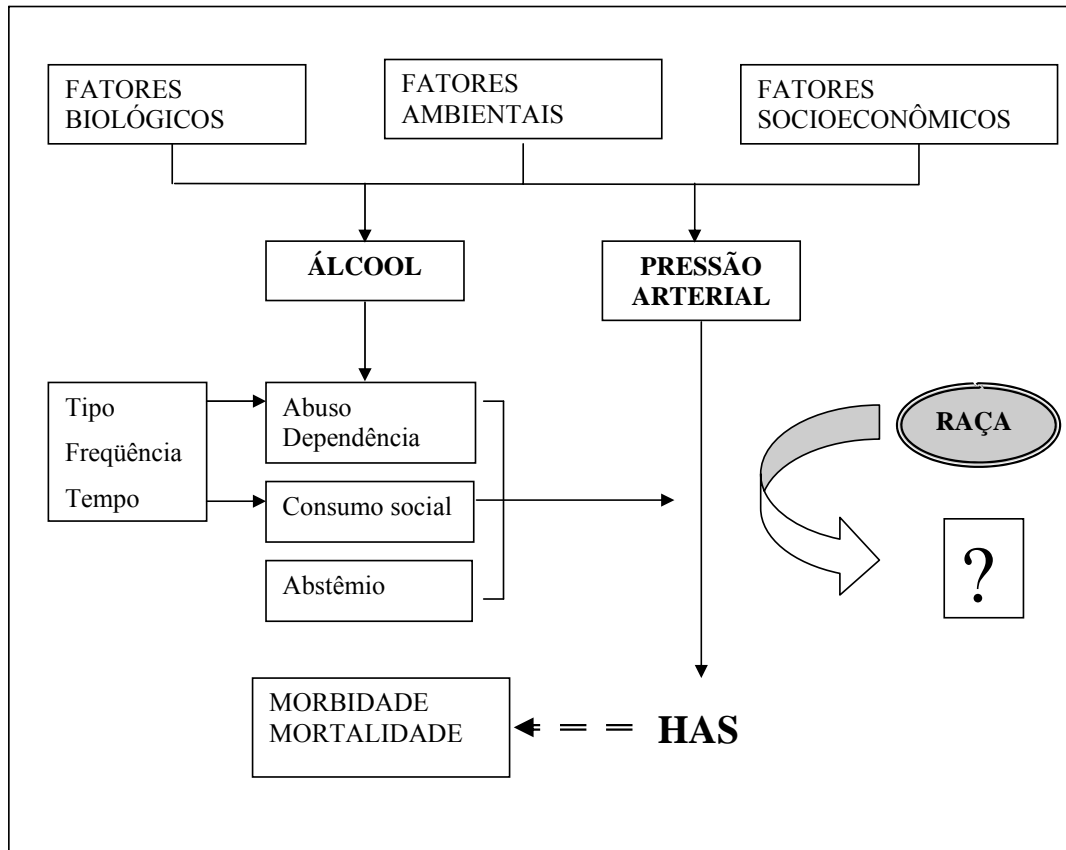 FATORES
BIOLÓGICOS
FATORES
AMBIENTAIS
FATORES
SOCIOECONÔMICOS
ÁLCOOL
PRESSÃO
ARTERIAL
Tipo
Freqüência
Tempo
Abuso
Dependência
Consumo social
Abstêmio
RAÇA
?
MORBIDADE
MORTALIDADE
HAS